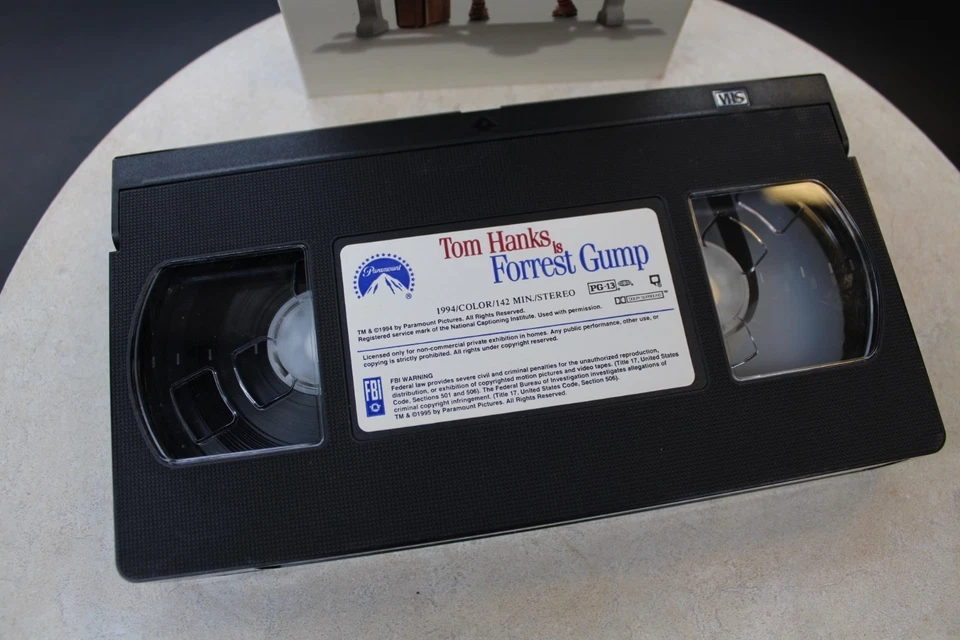 VHS
Tom Hanks is
Forrest Gump
Paramount
®
1994/COLOR/142 MIN./STEREO
PG-13
TM & ©1994 by Paramount Pictures. All Rights Reserved.
Registered service mark of the National Captioning Institute. Used with permission.
Licensed only for non-commercial private exhibition in homes. Any public performance, other use, or
copying is strictly prohibited. All rights under copyright reserved.
FBI
FBI WARNING
Federal law provides severe civil and criminal penalties for the unauthorized reproduction,
distribution, or exhibition of copyrighted motion pictures and video tapes. (Title 17, United States
Code, Sections 501 and 506). The Federal Bureau of Investigation investigates allegations of
criminal copyright infringement. (Title 17, United States Code, Section 506).
TM & ©1995 by Paramount Pictures. All Rights Reserved.